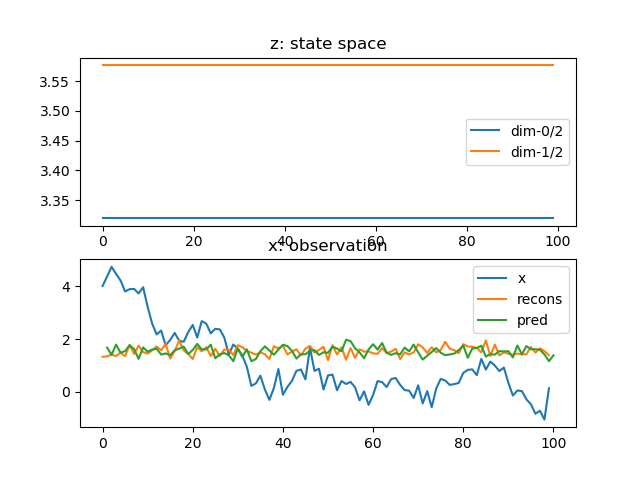 z: state space
3.55
3.50
3.45
3.40
3.35
dim-0/2
dim-1/2
0 20 40 60 80 100
x: observation
4
2
0
x
recons
pred
0 20 40 60 80 100